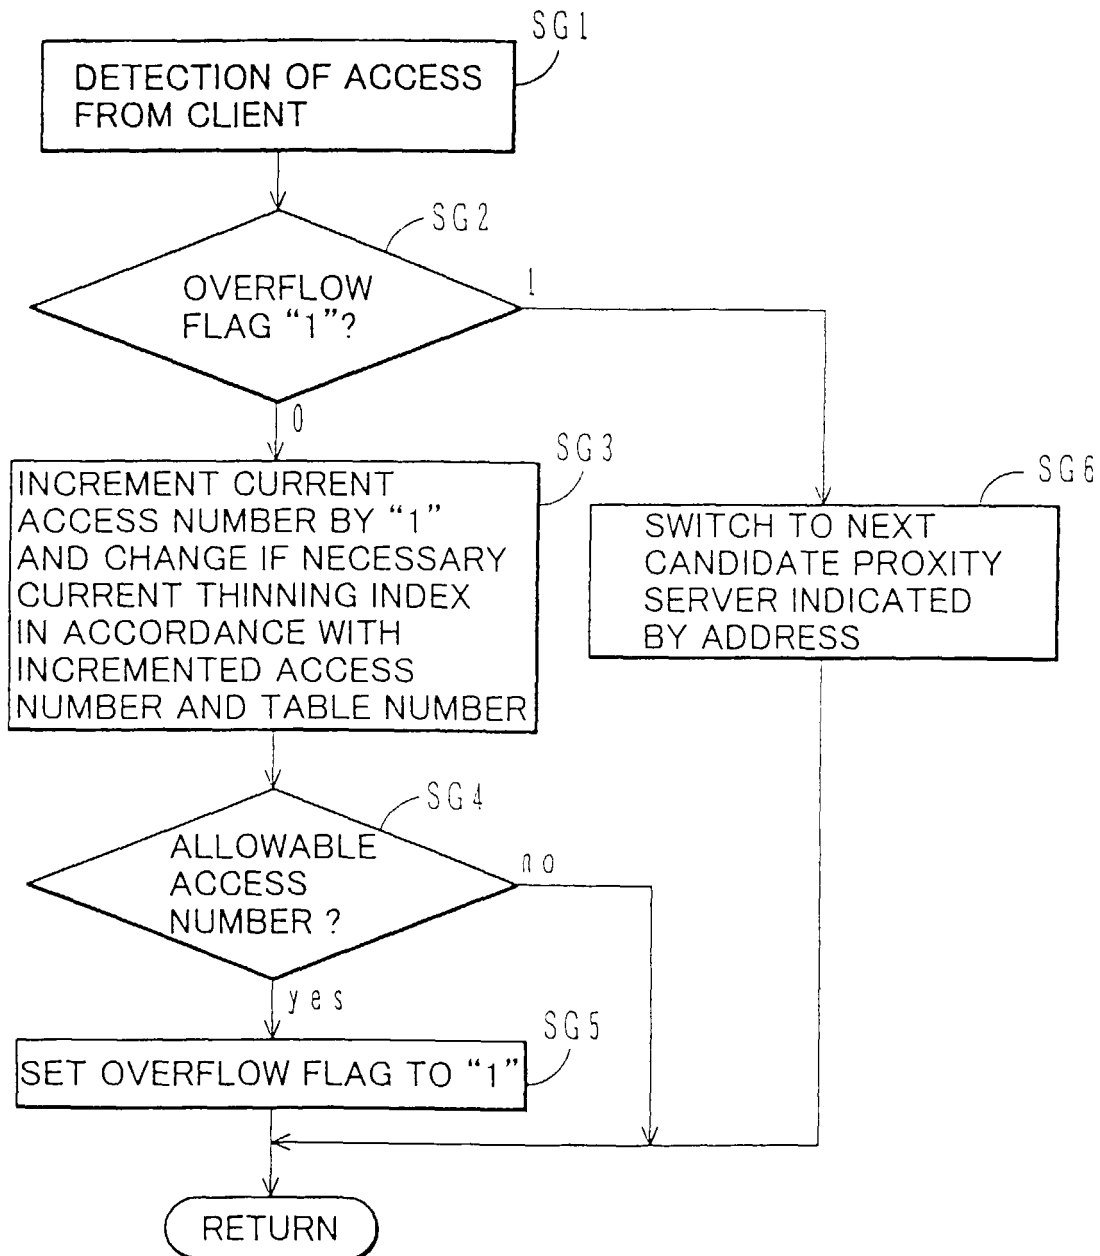 SG1
DETECTION OF ACCESS
FROM CLIENT
SG2
OVERFLOW
FLAG “1”?
1
0
SG3
INCREMENT CURRENT
ACCESS NUMBER BY “1”
AND CHANGE IF NECESSARY
CURRENT THINNING INDEX
IN ACCORDANCE WITH
INCREMENTED ACCESS
NUMBER AND TABLE NUMBER
SG6
SWITCH TO NEXT
CANDIDATE PROXITY
SERVER INDICATED
BY ADDRESS
SG4
ALLOWABLE
ACCESS
NUMBER ?
no
yes
SG5
SET OVERFLOW FLAG TO “1”
RETURN